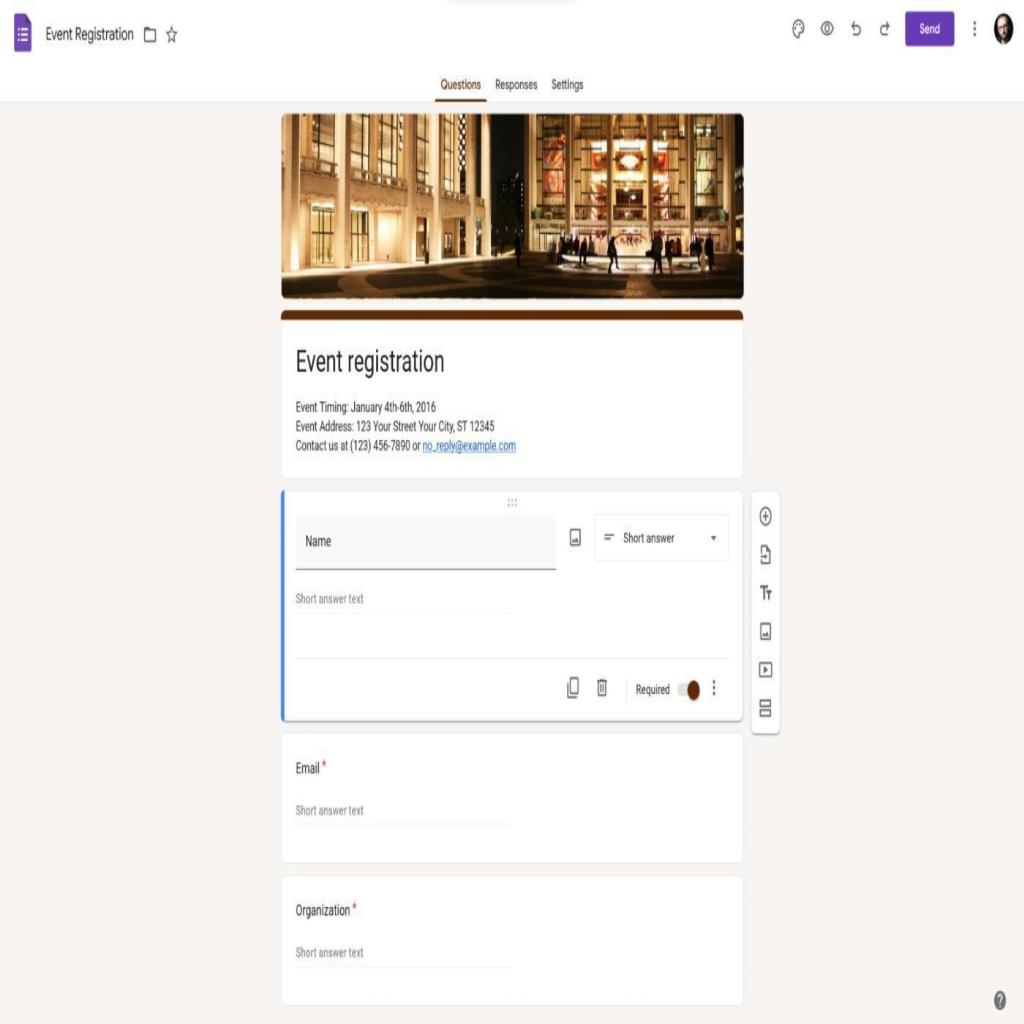 Event Registration
Send
Questions Responses Settings
Event registration
Event Timing: January 4th-6th, 2016
Event Address: 123 Your Street Your City, ST 12345
Contact us at (123) 456-7890 or no_reply@example.com
Name
Short answer
Short answer text
Tт
Required
Email *
Short answer text
Organization *
Short answer text